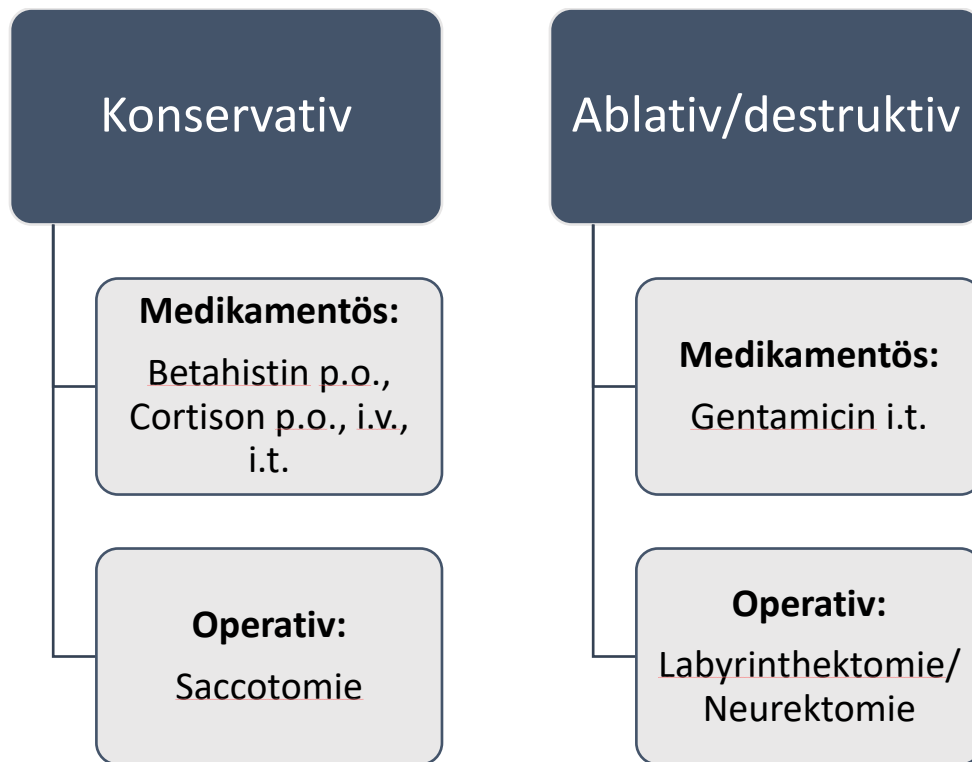 Konservativ
Medikamentös:
Betahistin p.o.,
Cortison p.o., i.v.,
i.t.
Operativ:
Saccotomie
Ablativ/destruktiv
Medikamentös:
Gentamicin i.t.
Operativ:
Labyrinthektomie/
Neurektomie